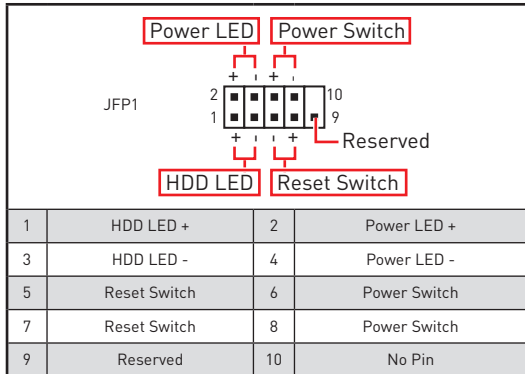 Power LED Power Switch
+ - + -
JFP1
2 10
1 9
+ - - +
Reserved
HDD LED Reset Switch
1 HDD LED + 2 Power LED +
3 HDD LED - 4 Power LED -
5 Reset Switch 6 Power Switch
7 Reset Switch 8 Power Switch
9 Reserved 10 No Pin